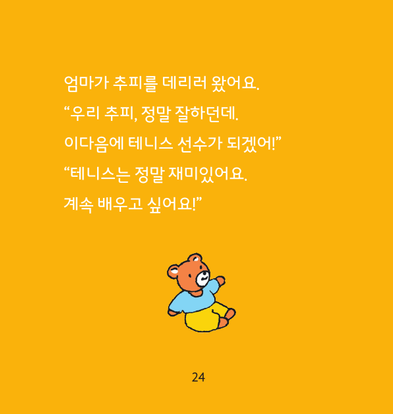 엄마가 추피를 데리러 왔어요.
“우리 추피, 정말 잘하던데.
이다음에 테니스 선수가 되겠어!”
“테니스는 정말 재미있어요.
계속 배우고 싶어요!”
24